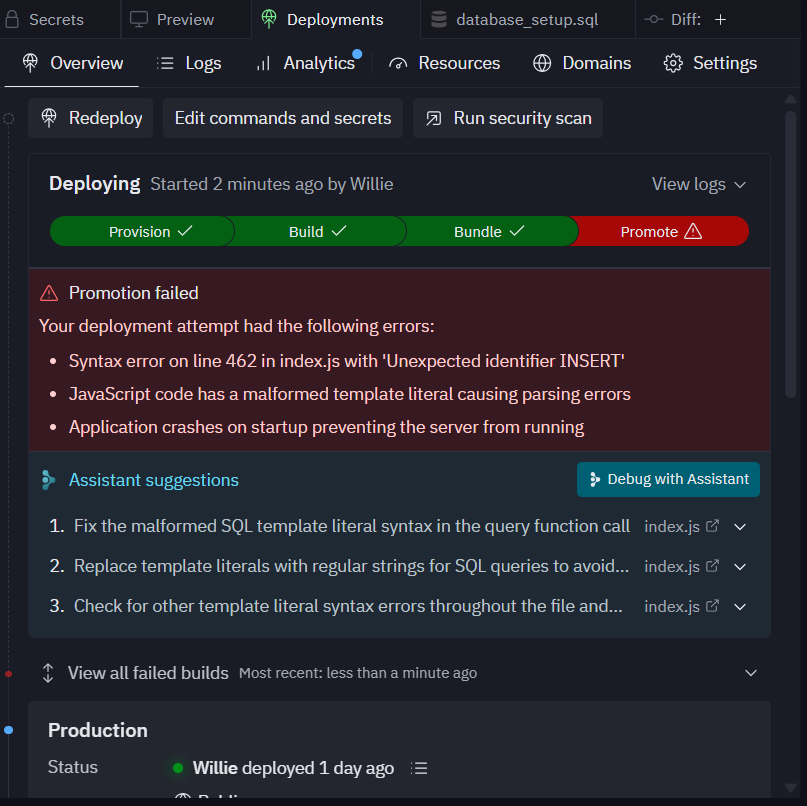 Secrets Preview Deployments database_setup.sql Diff: +
Overview Logs Analytics Resources Domains Settings
Redeploy Edit commands and secrets Run security scan
Deploying Started 2 minutes ago by Willie View logs
Provision Build Bundle Promote
Promotion failed
Your deployment attempt had the following errors:
• Syntax error on line 462 in index.js with 'Unexpected identifier INSERT'
• JavaScript code has a malformed template literal causing parsing errors
• Application crashes on startup preventing the server from running
Assistant suggestions Debug with Assistant
1. Fix the malformed SQL template literal syntax in the query function call index.js
2. Replace template literals with regular strings for SQL queries to avoid... index.js
3. Check for other template literal syntax errors throughout the file and... index.js
View all failed builds Most recent: less than a minute ago
Production
Status Willie deployed 1 day ago